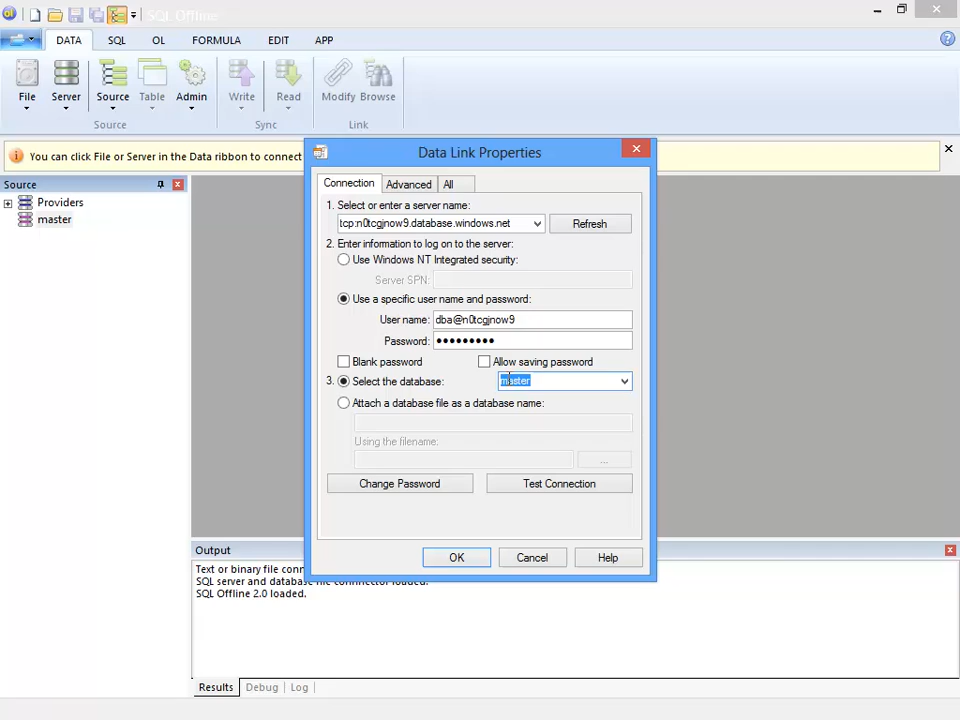 SQL Offline
DATA SQL OL FORMULA EDIT APP
File Server Source Table Admin Write Read Modify Browse
Source Sync Link
You can click File or Server in the Data ribbon to connect
Source
Providers
master
Data Link Properties
Connection Advanced All
1. Select or enter a server name:
tcp:n0tcgjnow9.database.windows.net Refresh
2. Enter information to log on to the server:
Use Windows NT Integrated security:
Server SPN:
Use a specific user name and password:
User name: dba@n0tcgjnow9
Password: ●●●●●●●●●
Blank password Allow saving password
3. Select the database: master
Attach a database file as a database name:
Using the filename:
...
Change Password Test Connection
OK Cancel Help
Output
Text or binary file conn
SQL server and database file connnector loaded.
SQL Offline 2.0 loaded.
Results Debug Log